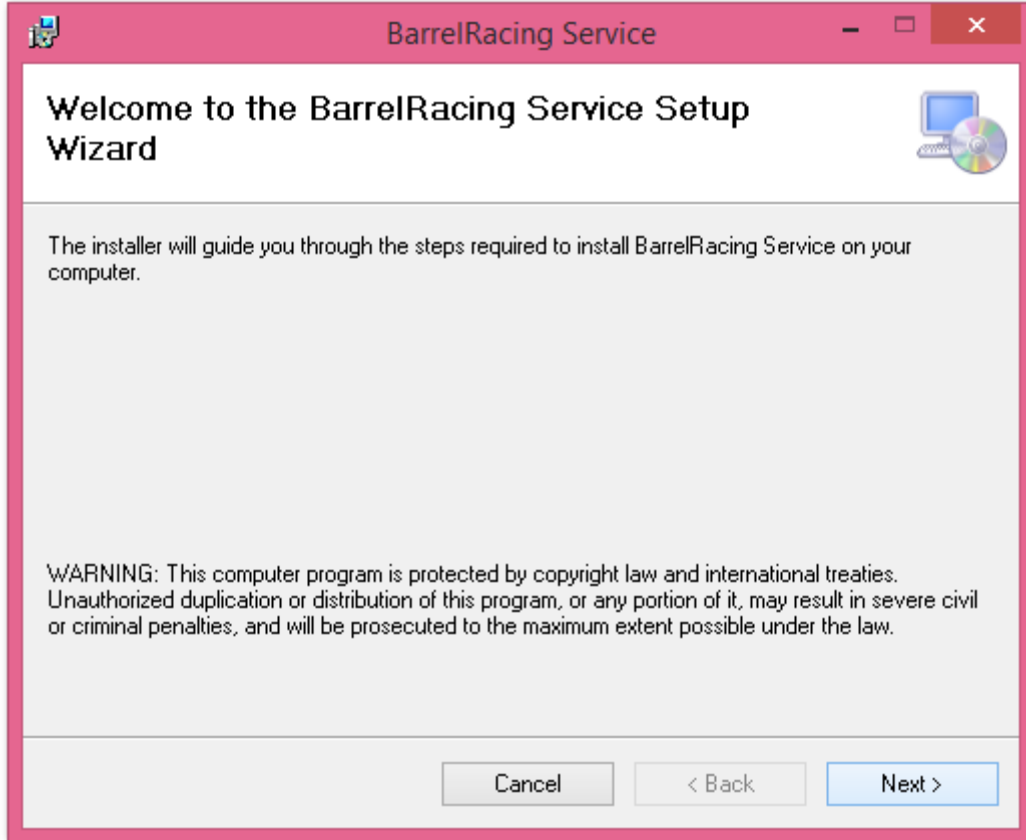 BarrelRacing Service
Welcome to the BarrelRacing Service Setup
Wizard
The installer will guide you through the steps required to install BarrelRacing Service on your
computer.
WARNING: This computer program is protected by copyright law and international treaties.
Unauthorized duplication or distribution of this program, or any portion of it, may result in severe civil
or criminal penalties, and will be prosecuted to the maximum extent possible under the law.
Cancel < Back Next >